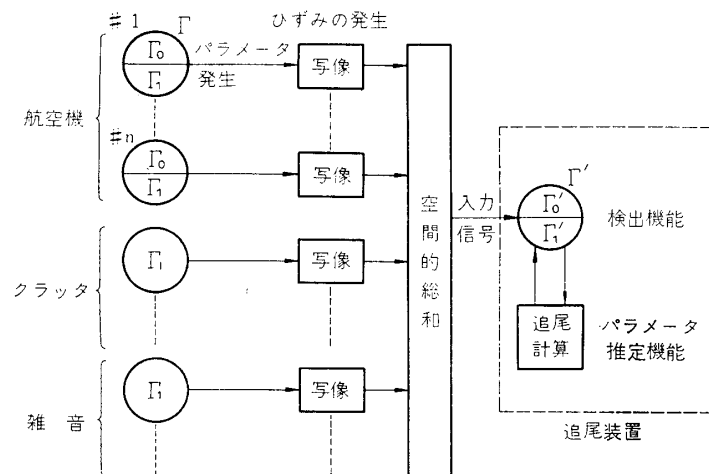 #1
Γ
ひずみの発生
Γ₀
Γ₁
パラメータ
発生
写像
航空機
#n
Γ₀
Γ₁
写像
クラッタ
Γ₁
写像
雑音
Γ₁
写像
空間的総和
入力
信号
Γ′
Γ₀′
Γ₁′
検出機能
追尾
計算
パラメータ
推定機能
追尾装置